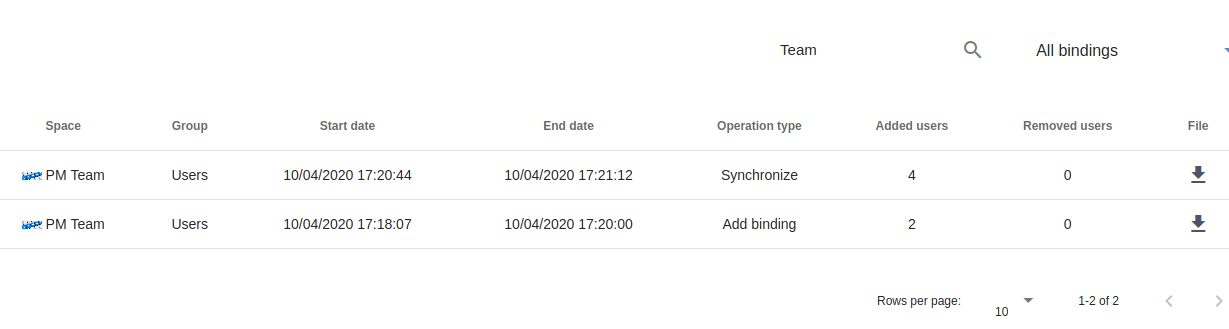 Team All bindings
Space Group Start date End date Operation type Added users Removed users File
PM Team Users 10/04/2020 17:20:44 10/04/2020 17:21:12 Synchronize 4 0
PM Team Users 10/04/2020 17:18:07 10/04/2020 17:20:00 Add binding 2 0
Rows per page: 10 1-2 of 2